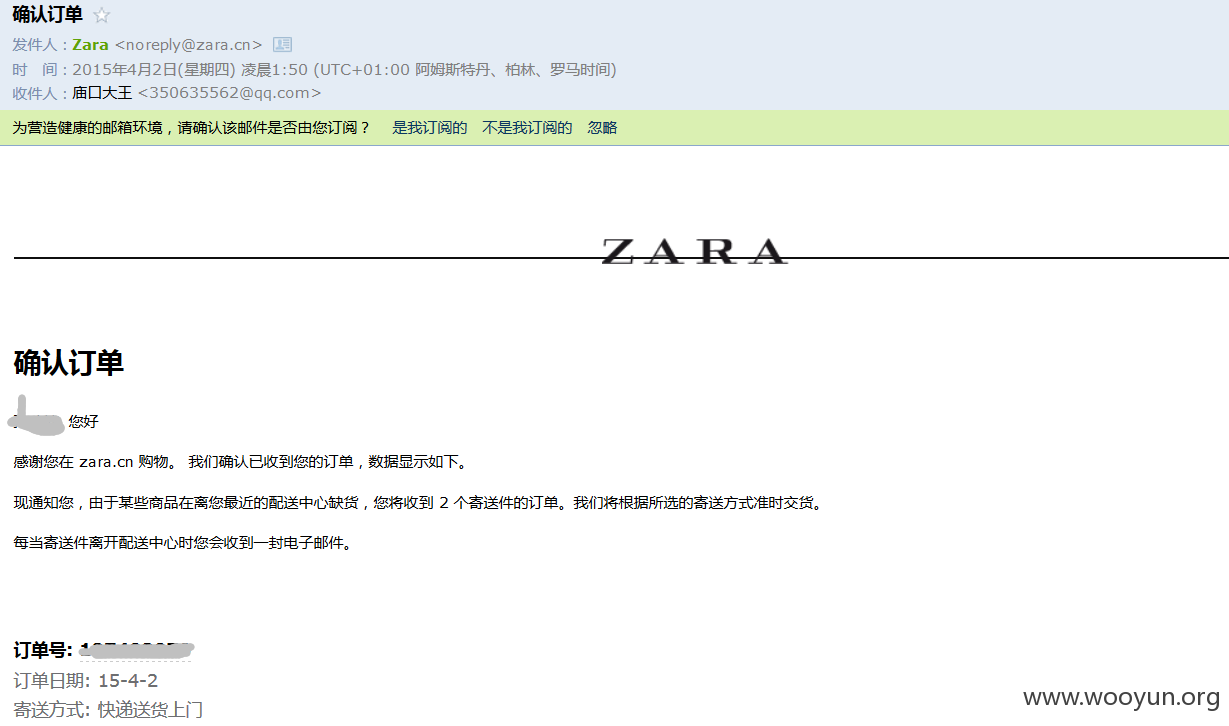 确认订单
发件人：Zara <noreply@zara.cn>
时 间：2015年4月2日(星期四) 凌晨1:50 (UTC+01:00 阿姆斯特丹、柏林、罗马时间)
收件人：庙口大王 <350635562@qq.com>
为营造健康的邮箱环境，请确认该邮件是否由您订阅？ 是我订阅的 不是我订阅的 忽略
ZARA
确认订单
您好
感谢您在 zara.cn 购物。 我们确认已收到您的订单，数据显示如下。
现通知您，由于某些商品在离您最近的配送中心缺货，您将收到 2 个寄送件的订单。我们将根据所选的寄送方式准时交货。
每当寄送件离开配送中心时您会收到一封电子邮件。
订单号:
订单日期: 15-4-2
寄送方式: 快递送货上门
www.wooyun.org